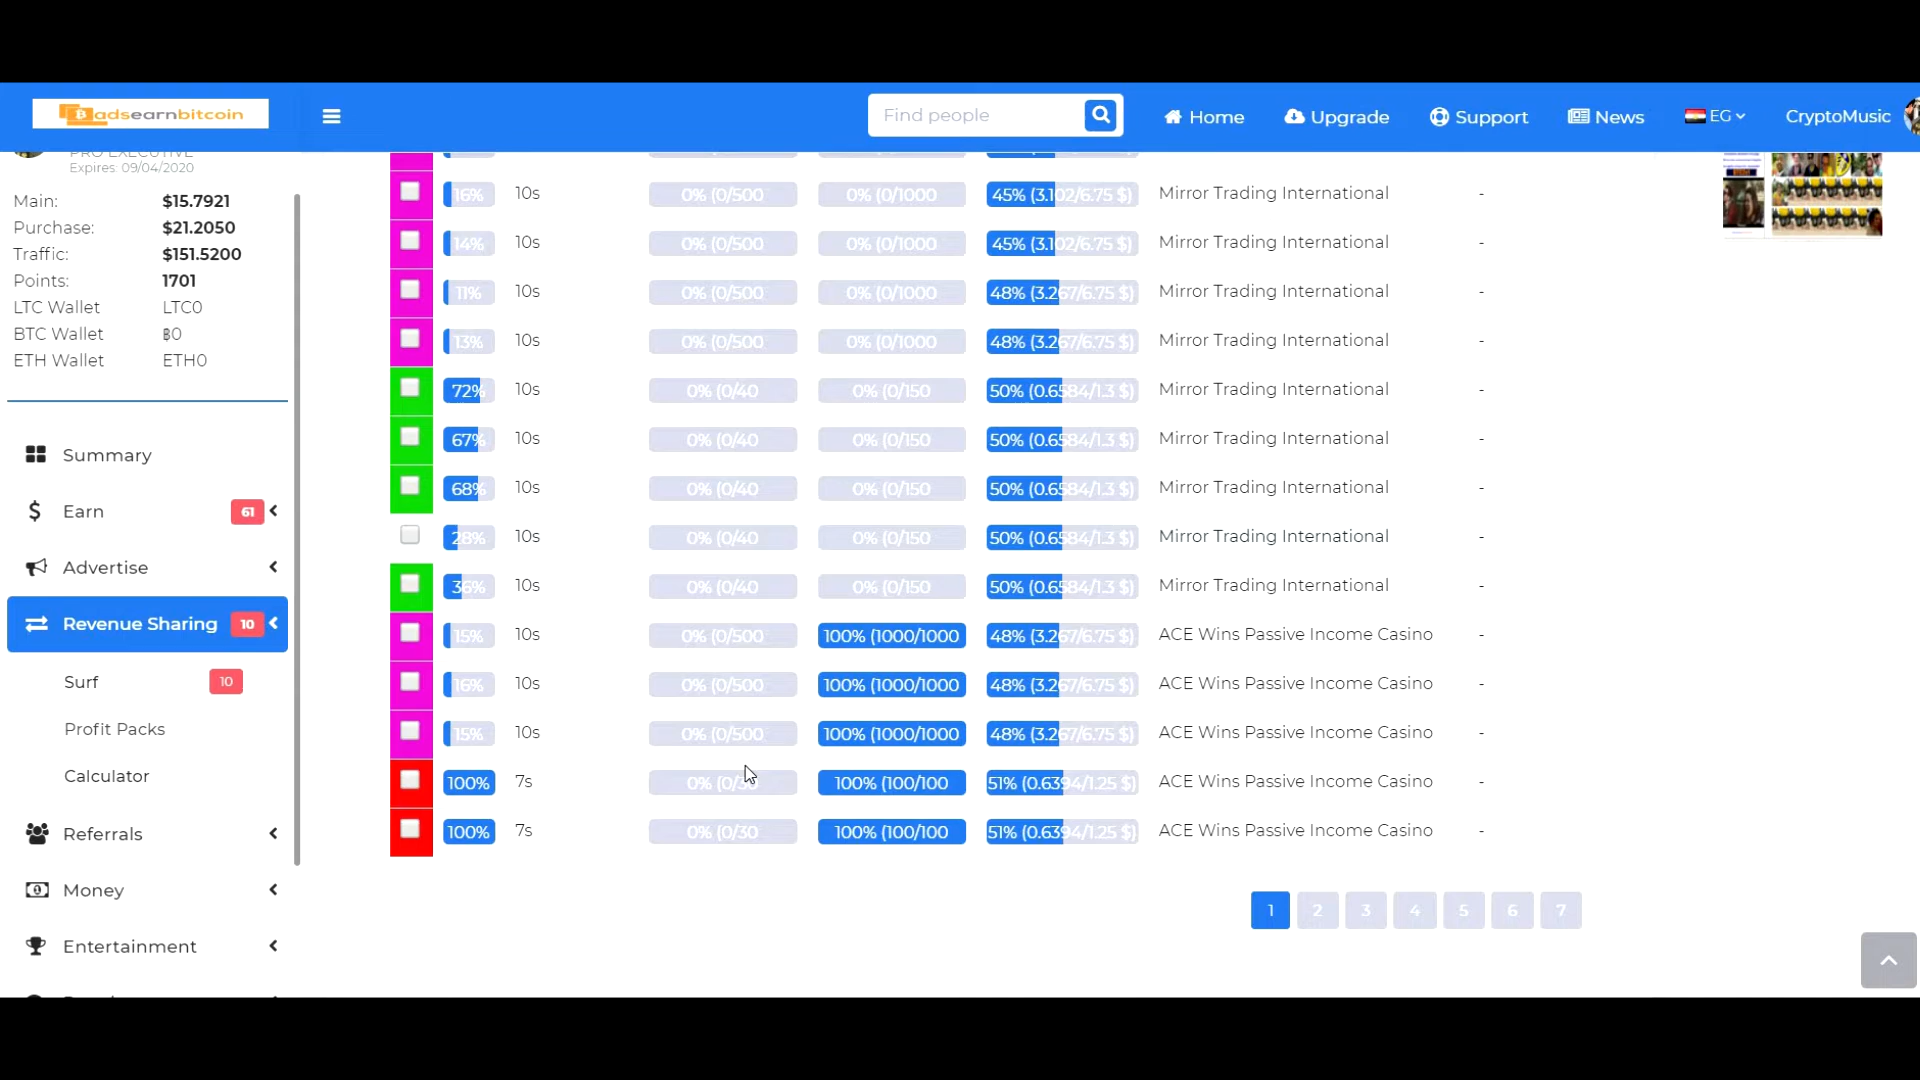 adsearnbitcoin
Find people
Home
Upgrade
Support
News
EG
CryptoMusic
PRO EXECUTIVE
Expires: 09/04/2020
Main: $15.7921
Purchase: $21.2050
Traffic: $151.5200
Points: 1701
LTC Wallet LTC0
BTC Wallet ฿0
ETH Wallet ETH0
Summary
Earn 61
Advertise
Revenue Sharing 10
Surf 10
Profit Packs
Calculator
Referrals
Money
Entertainment
16% 10s 0% (0/500 0% (0/1000 45% (3.102/6.75 $) Mirror Trading International -
14% 10s 0% (0/500 0% (0/1000 45% (3.102/6.75 $) Mirror Trading International -
11% 10s 0% (0/500 0% (0/1000 48% (3.267/6.75 $) Mirror Trading International -
13% 10s 0% (0/500 0% (0/1000 48% (3.267/6.75 $) Mirror Trading International -
72% 10s 0% (0/40 0% (0/150 50% (0.6584/1.3 $) Mirror Trading International -
67% 10s 0% (0/40 0% (0/150 50% (0.6584/1.3 $) Mirror Trading International -
68% 10s 0% (0/40 0% (0/150 50% (0.6584/1.3 $) Mirror Trading International -
28% 10s 0% (0/40 0% (0/150 50% (0.6584/1.3 $) Mirror Trading International -
36% 10s 0% (0/40 0% (0/150 50% (0.6584/1.3 $) Mirror Trading International -
15% 10s 0% (0/500 100% (1000/1000 48% (3.267/6.75 $) ACE Wins Passive Income Casino -
16% 10s 0% (0/500 100% (1000/1000 48% (3.267/6.75 $) ACE Wins Passive Income Casino -
15% 10s 0% (0/500 100% (1000/1000 48% (3.267/6.75 $) ACE Wins Passive Income Casino -
100% 7s 0% (0/30 100% (100/100 51% (0.6394/1.25 $) ACE Wins Passive Income Casino -
100% 7s 0% (0/30 100% (100/100 51% (0.6394/1.25 $) ACE Wins Passive Income Casino -
1 2 3 4 5 6 7